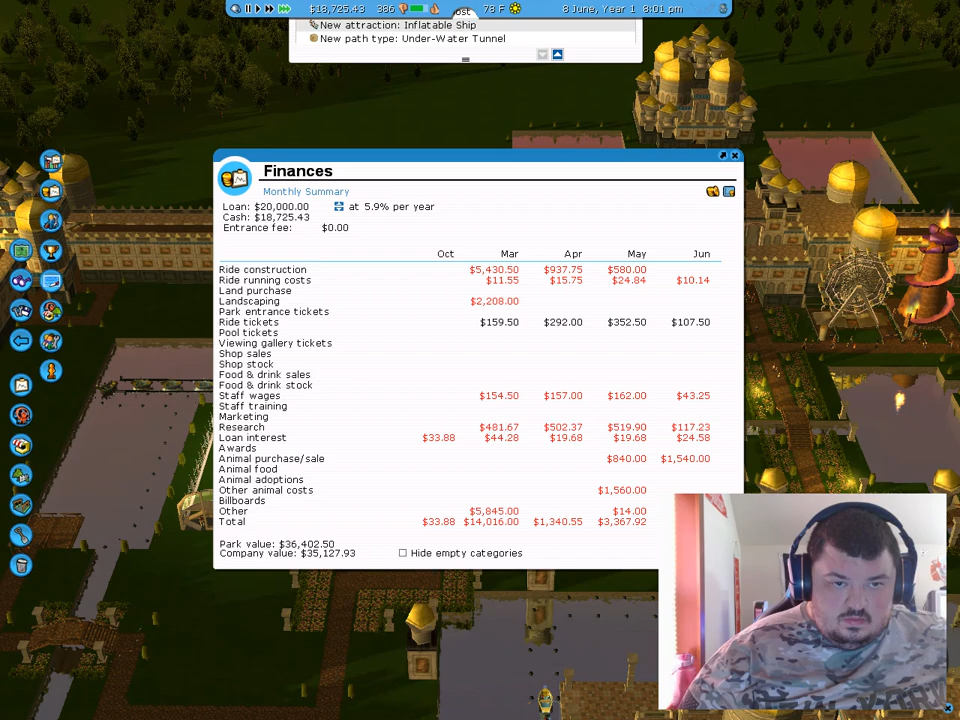 $18,725.43 386 78 F 8 June, Year 1 8:01 pm
ost
New attraction: Inflatable Ship
New path type: Under-Water Tunnel
Finances
Monthly Summary
Loan: $20,000.00 at 5.9% per year
Cash: $18,725.43
Entrance fee: $0.00
Oct Mar Apr May Jun
Ride construction $5,430.50 $937.75 $580.00
Ride running costs $11.55 $15.75 $24.84 $10.14
Land purchase
Landscaping $2,208.00
Park entrance tickets
Ride tickets $159.50 $292.00 $352.50 $107.50
Pool tickets
Viewing gallery tickets
Shop sales
Shop stock
Food & drink sales
Food & drink stock
Staff wages $154.50 $157.00 $162.00 $43.25
Staff training
Marketing
Research $481.67 $502.37 $519.90 $117.23
Loan interest $33.88 $44.28 $19.68 $19.68 $24.58
Awards
Animal purchase/sale $840.00 $1,540.00
Animal food
Animal adoptions
Other animal costs $1,560.00
Billboards
Other $5,845.00 $14.00
Total $33.88 $14,016.00 $1,340.55 $3,367.92
Park value: $36,402.50
Company value: $35,127.93
Hide empty categories